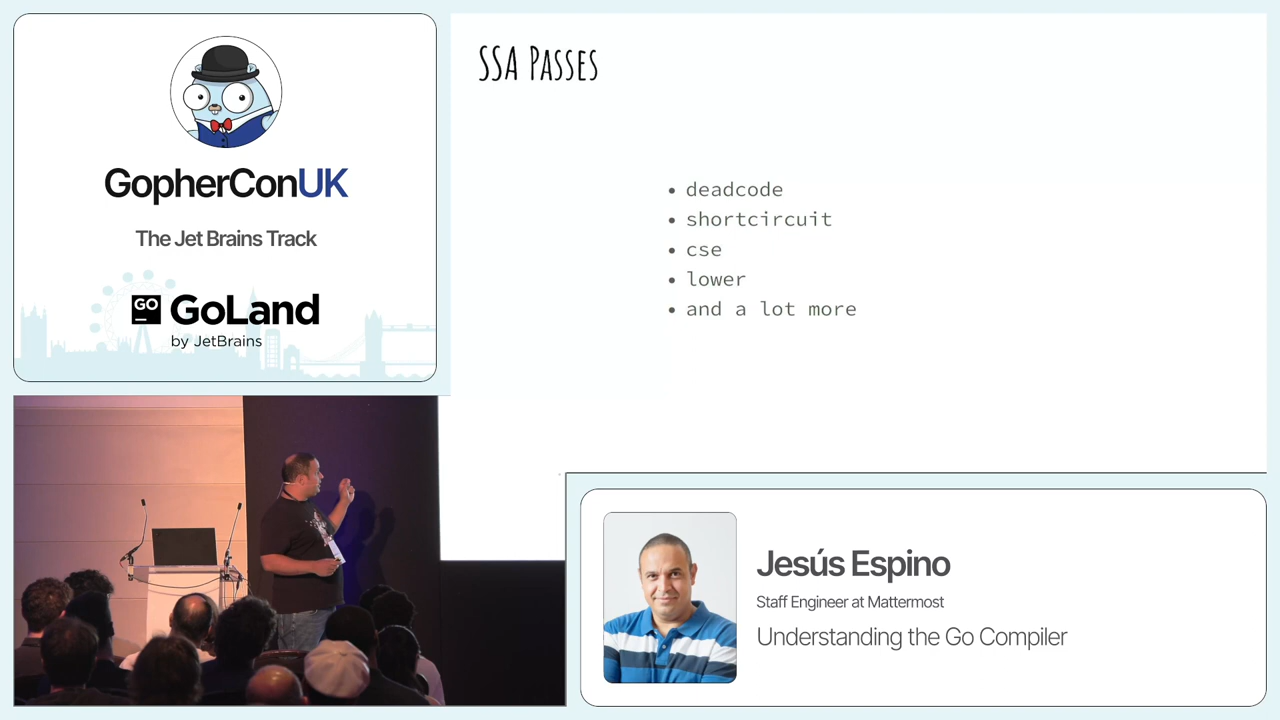 GopherConUK
The Jet Brains Track
GO
GoLand
by JetBrains
SSA Passes
• deadcode
• shortcircuit
• cse
• lower
• and a lot more
Jesús Espino
Staff Engineer at Mattermost
Understanding the Go Compiler